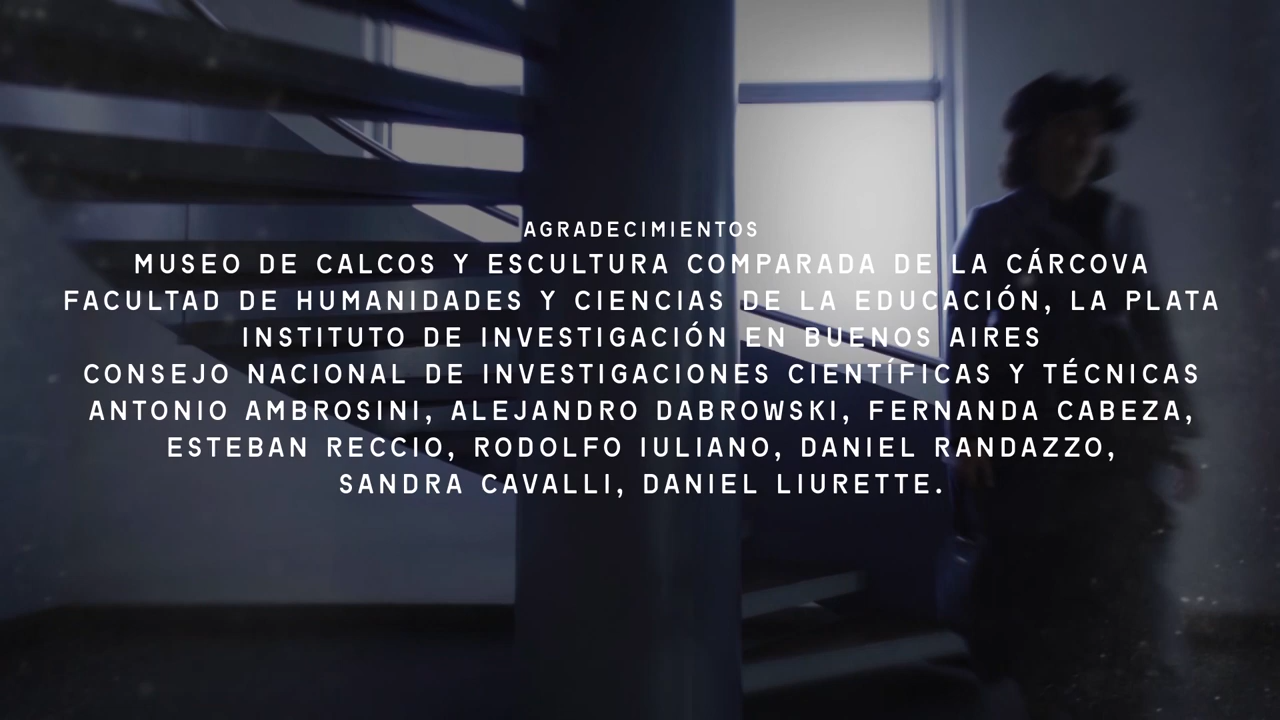 AGRADECIMIENTOS
MUSEO DE CALCOS Y ESCULTURA COMPARADA DE LA CÁRCOVA
FACULTAD DE HUMANIDADES Y CIENCIAS DE LA EDUCACIÓN, LA PLATA
INSTITUTO DE INVESTIGACIÓN EN BUENOS AIRES
CONSEJO NACIONAL DE INVESTIGACIONES CIENTÍFICAS Y TÉCNICAS
ANTONIO AMBROSINI, ALEJANDRO DABROWSKI, FERNANDA CABEZA,
ESTEBAN RECCIO, RODOLFO IULIANO, DANIEL RANDAZZO,
SANDRA CAVALLI, DANIEL LIURETTE.